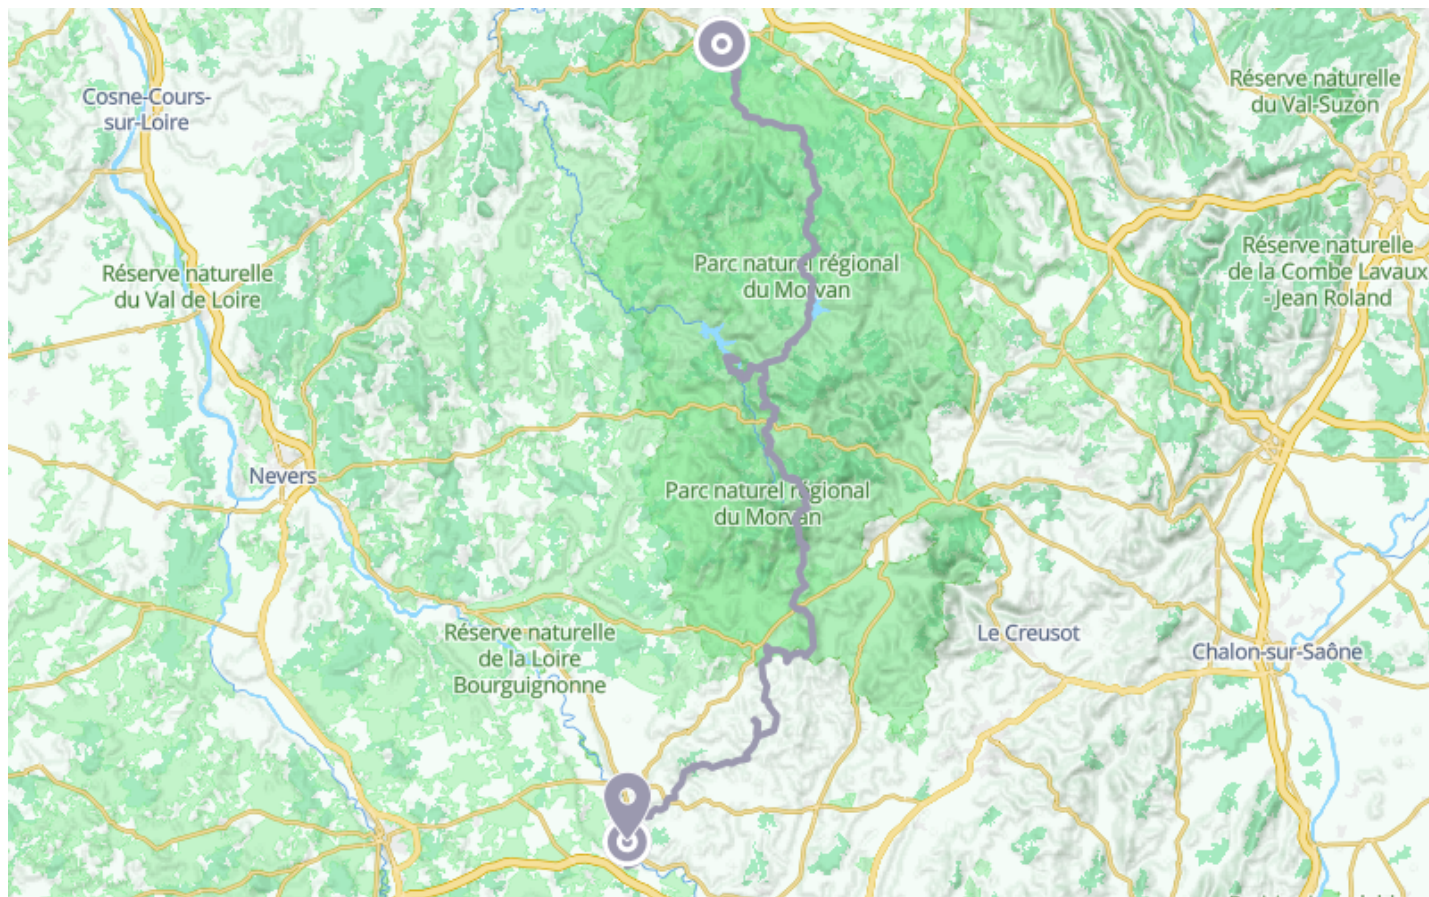 Réserve naturelle
du Val-Suzon
Cosne-Cours-
sur-Loire
Réserve naturelle
de la Combe Lavaux
- Jean Roland
Parc naturel régional
du Morvan
Réserve naturelle
du Val de Loire
Nevers
Parc naturel régional
du Morvan
Réserve naturelle
de la Loire
Bourguignonne
Le Creusot
Chalon-sur-Saône